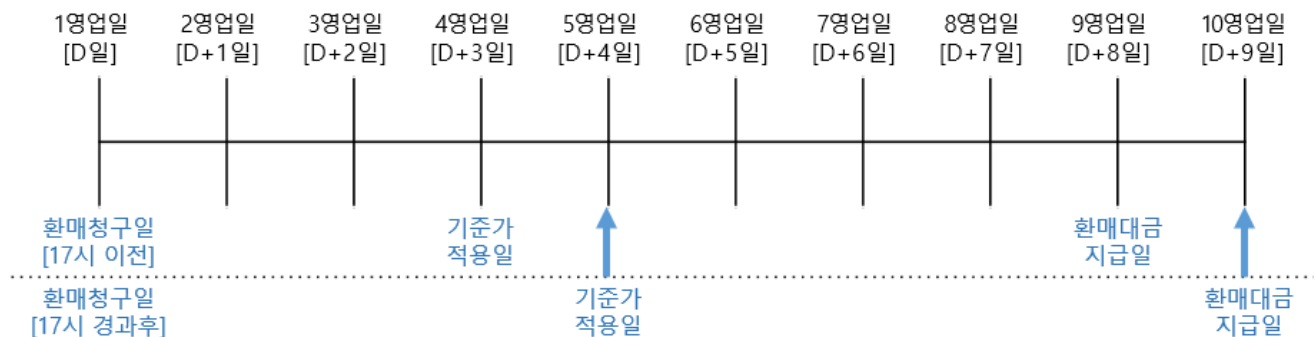 1영업일 2영업일 3영업일 4영업일 5영업일 6영업일 7영업일 8영업일 9영업일 10영업일
[D일] [D+1일] [D+2일] [D+3일] [D+4일] [D+5일] [D+6일] [D+7일] [D+8일] [D+9일]
환매청구일 기준가 환매대금
[17시 이전] 적용일 지급일
환매청구일 기준가 환매대금
[17시 경과후] 적용일 지급일